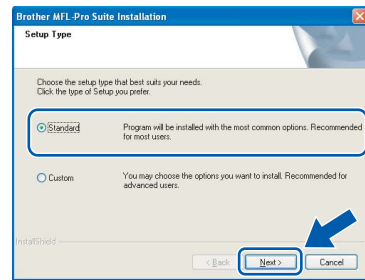 Brother MFL-Pro Suite Installation
Setup Type
Choose the setup type that best suits your needs.
Click the type of Setup you prefer.
Standard
Program will be installed with the most common options. Recommended
for most users.
Custom
You may choose the options you want to install. Recommended for
advanced users.
InstallShield
< Back
Next >
Cancel